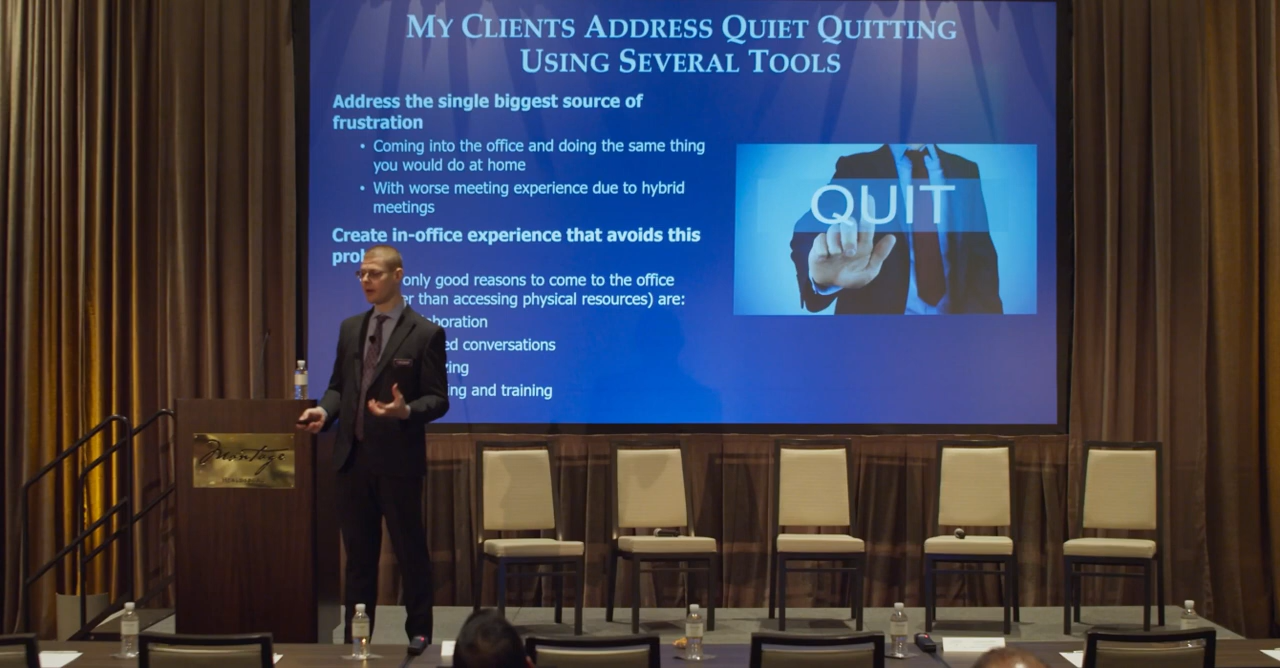 MY CLIENTS ADDRESS QUIET QUITTING
USING SEVERAL TOOLS
Address the single biggest source of
frustration
• Coming into the office and doing the same thing
you would do at home
• With worse meeting experience due to hybrid
meetings
Create in-office experience that avoids this
only good reasons to come to the office
than accessing physical resources) are:
conversations
and training
QUIT
Montage